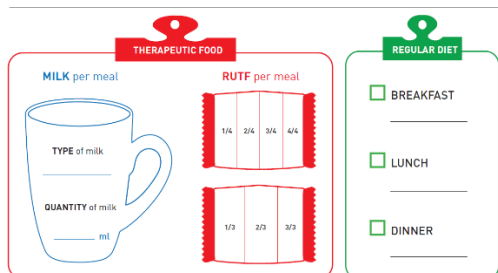 THERAPEUTIC FOOD
MILK per meal
TYPE of milk
QUANTITY of milk
ml
RUTF per meal
1/4 2/4 3/4 4/4
1/3 2/3 3/3
REGULAR DIET
BREAKFAST
LUNCH
DINNER